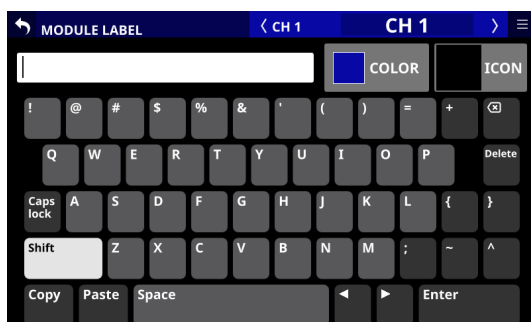 MODULE LABEL 〈 CH 1 CH 1 〉
COLOR ICON
! @ # $ % & ' ( ) = +
Q W E R T Y U I O P Delete
Caps lock A S D F G H J K L { }
Shift Z X C V B N M ; ~ ^
Copy Paste Space ◀ ▶ Enter